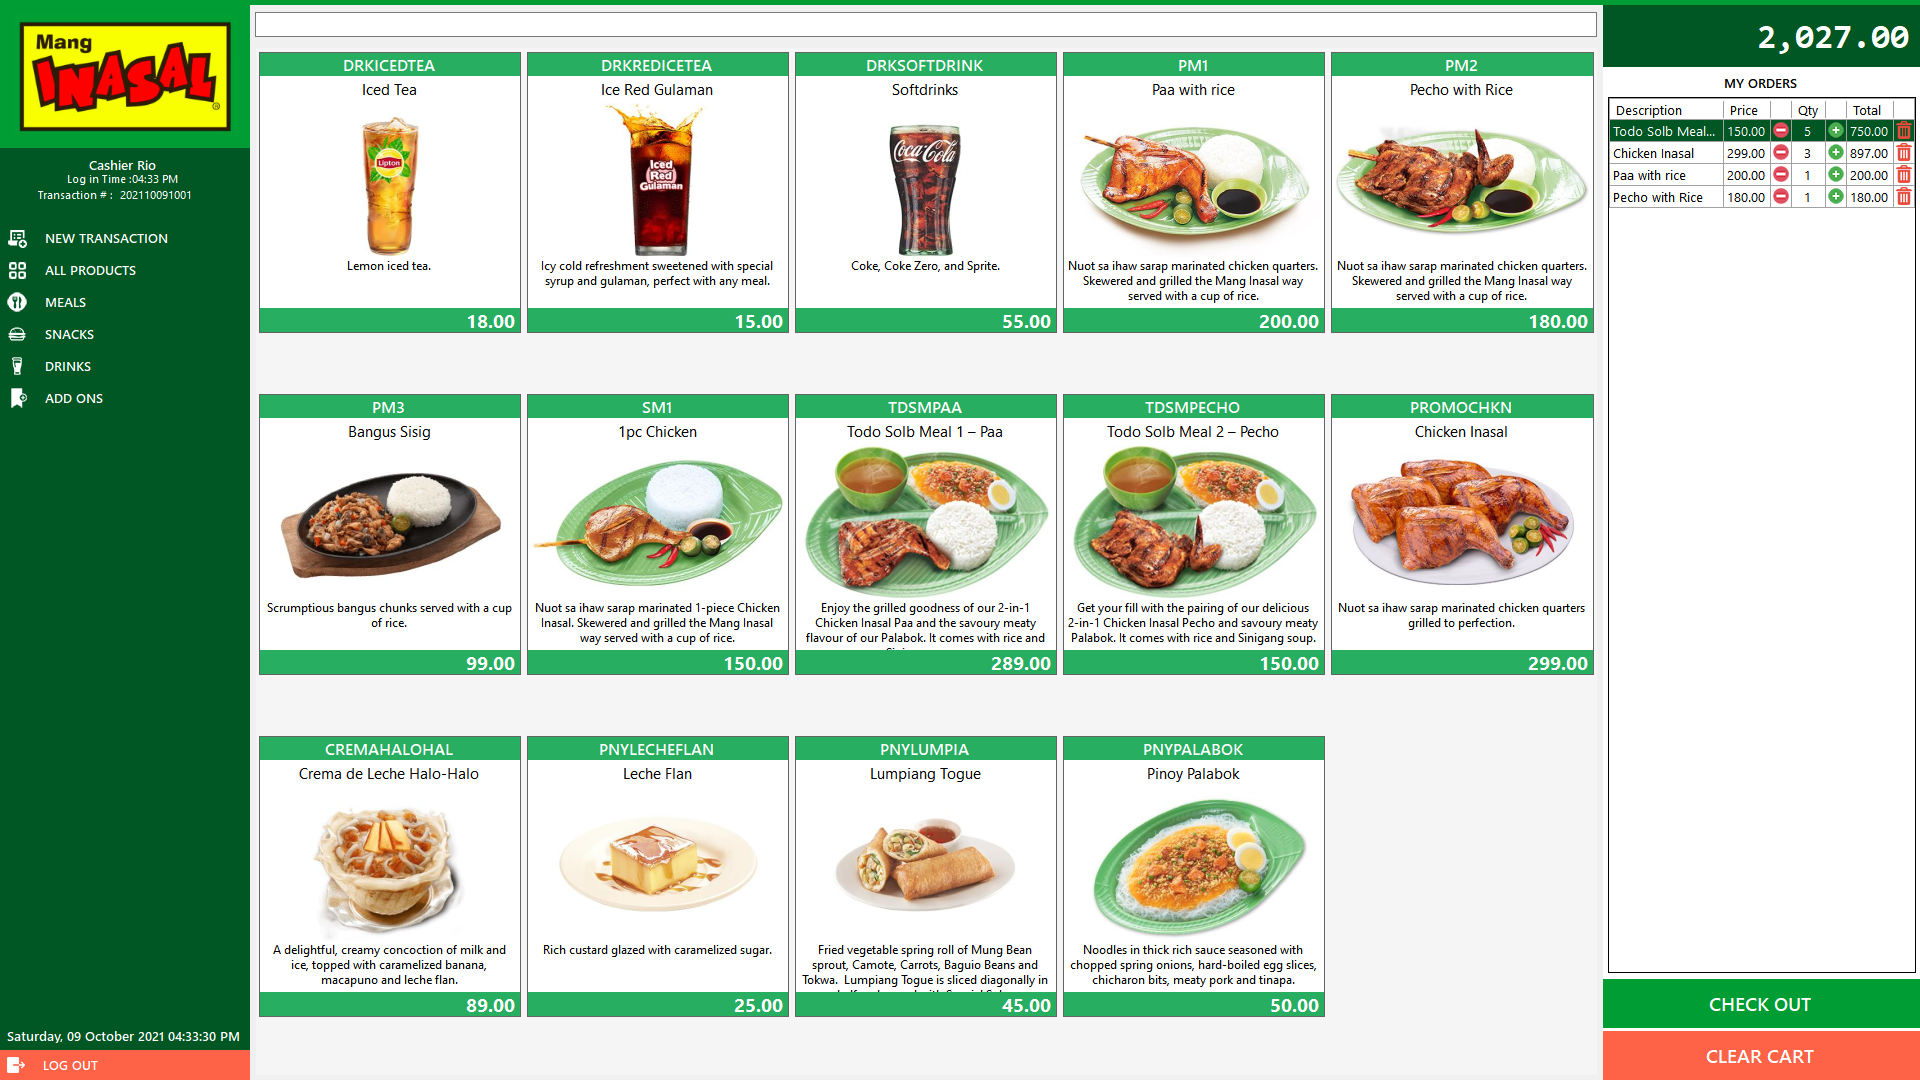 Mang
INASAL
®
Cashier Rio
Log in Time :04:33 PM
Transaction # : 202110091001
NEW TRANSACTION
ALL PRODUCTS
MEALS
SNACKS
DRINKS
ADD ONS
Saturday, 09 October 2021 04:33:30 PM
LOG OUT
DRKICEDTEA
Iced Tea
Lipton
Lemon iced tea.
18.00
DRKREDICETEA
Ice Red Gulaman
Iced
Red
Gulaman
Icy cold refreshment sweetened with special
syrup and gulaman, perfect with any meal.
15.00
DRKSOFTDRINK
Softdrinks
Coca-Cola
Coke, Coke Zero, and Sprite.
55.00
PM1
Paa with rice
Nuot sa ihaw sarap marinated chicken quarters.
Skewered and grilled the Mang Inasal way
served with a cup of rice.
200.00
PM2
Pecho with Rice
Nuot sa ihaw sarap marinated chicken quarters.
Skewered and grilled the Mang Inasal way
served with a cup of rice.
180.00
PM3
Bangus Sisig
Scrumptious bangus chunks served with a cup
of rice.
99.00
SM1
1pc Chicken
Nuot sa ihaw sarap marinated 1-piece Chicken
Inasal. Skewered and grilled the Mang Inasal
way served with a cup of rice.
150.00
TDSMPAA
Todo Solb Meal 1 – Paa
Enjoy the grilled goodness of our 2-in-1
Chicken Inasal Paa and the savoury meaty
flavour of our Palabok. It comes with rice and
289.00
TDSMPECHO
Todo Solb Meal 2 – Pecho
Get your fill with the pairing of our delicious
2-in-1 Chicken Inasal Pecho and savoury meaty
Palabok. It comes with rice and Sinigang soup.
150.00
PROMOCHKN
Chicken Inasal
Nuot sa ihaw sarap marinated chicken quarters
grilled to perfection.
299.00
CREMAHALOHAL
Crema de Leche Halo-Halo
A delightful, creamy concoction of milk and
ice, topped with caramelized banana,
macapuno and leche flan.
89.00
PNYLECHEFLAN
Leche Flan
Rich custard glazed with caramelized sugar.
25.00
PNYLUMPIA
Lumpiang Togue
Fried vegetable spring roll of Mung Bean
sprout, Camote, Carrots, Baguio Beans and
Tokwa. Lumpiang Togue is sliced diagonally in
45.00
PNYPALABOK
Pinoy Palabok
Noodles in thick rich sauce seasoned with
chopped spring onions, hard-boiled egg slices,
chicharon bits, meaty pork and tinapa.
50.00
2,027.00
MY ORDERS
Description Price Qty Total
Todo Solb Meal... 150.00 5 750.00
Chicken Inasal 299.00 3 897.00
Paa with rice 200.00 1 200.00
Pecho with Rice 180.00 1 180.00
CHECK OUT
CLEAR CART